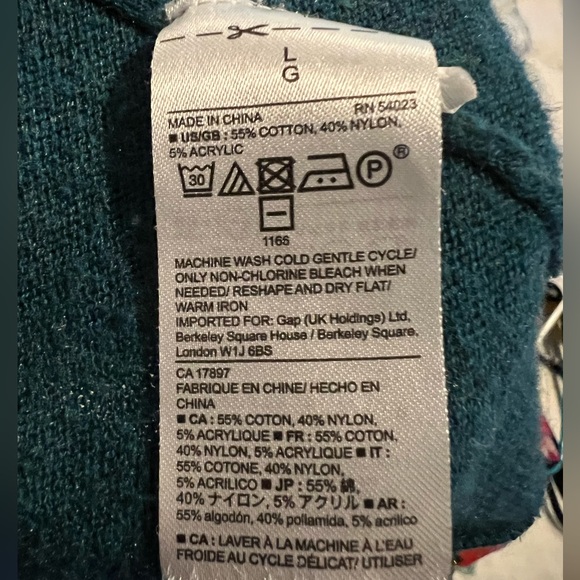 L
G
MADE IN CHINA RN 54023
■ US/GB : 55% COTTON, 40% NYLON,
5% ACRYLIC
30 P ®
116S
MACHINE WASH COLD GENTLE CYCLE/
ONLY NON-CHLORINE BLEACH WHEN
NEEDED/ RESHAPE AND DRY FLAT/
WARM IRON
IMPORTED FOR: Gap (UK Holdings) Ltd,
Berkeley Square House / Berkeley Square,
London W1J 6BS
CA 17897
FABRIQUE EN CHINE/ HECHO EN
CHINA
■ CA : 55% COTON, 40% NYLON,
5% ACRYLIQUE ■ FR : 55% COTON,
40% NYLON, 5% ACRYLIQUE ■ IT :
55% COTONE, 40% NYLON,
5% ACRILICO ■ JP : 55% 綿,
40% ナイロン, 5% アクリル ■ AR :
55% algodón, 40% poliamida, 5% acrílico
■ CA : LAVER À LA MACHINE À L'EAU
FROIDE AU CYCLE DÉLICAT/ UTILISER